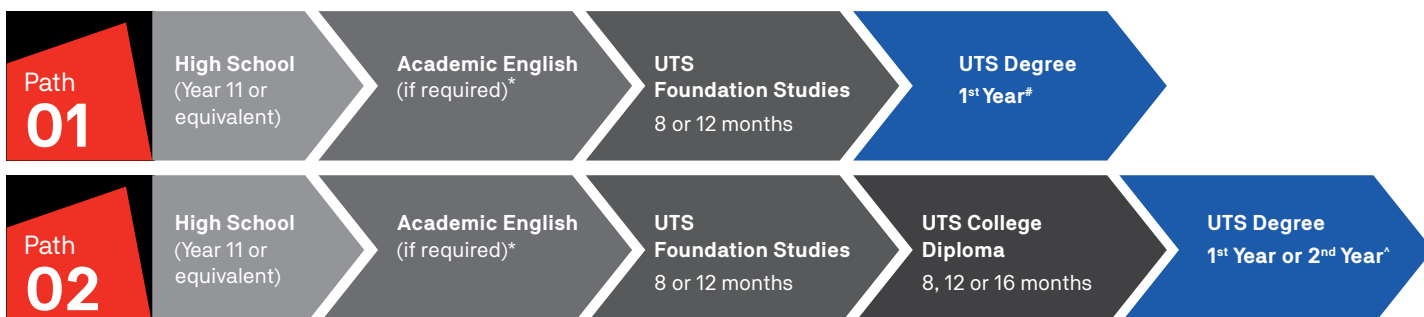 Path
01
High School
(Year 11 or
equivalent)
Academic English
(if required)*
UTS
Foundation Studies
8 or 12 months
UTS Degree
1st Year#
Path
02
High School
(Year 11 or
equivalent)
Academic English
(if required)*
UTS
Foundation Studies
8 or 12 months
UTS College
Diploma
8, 12 or 16 months
UTS Degree
1st Year or 2nd Year^